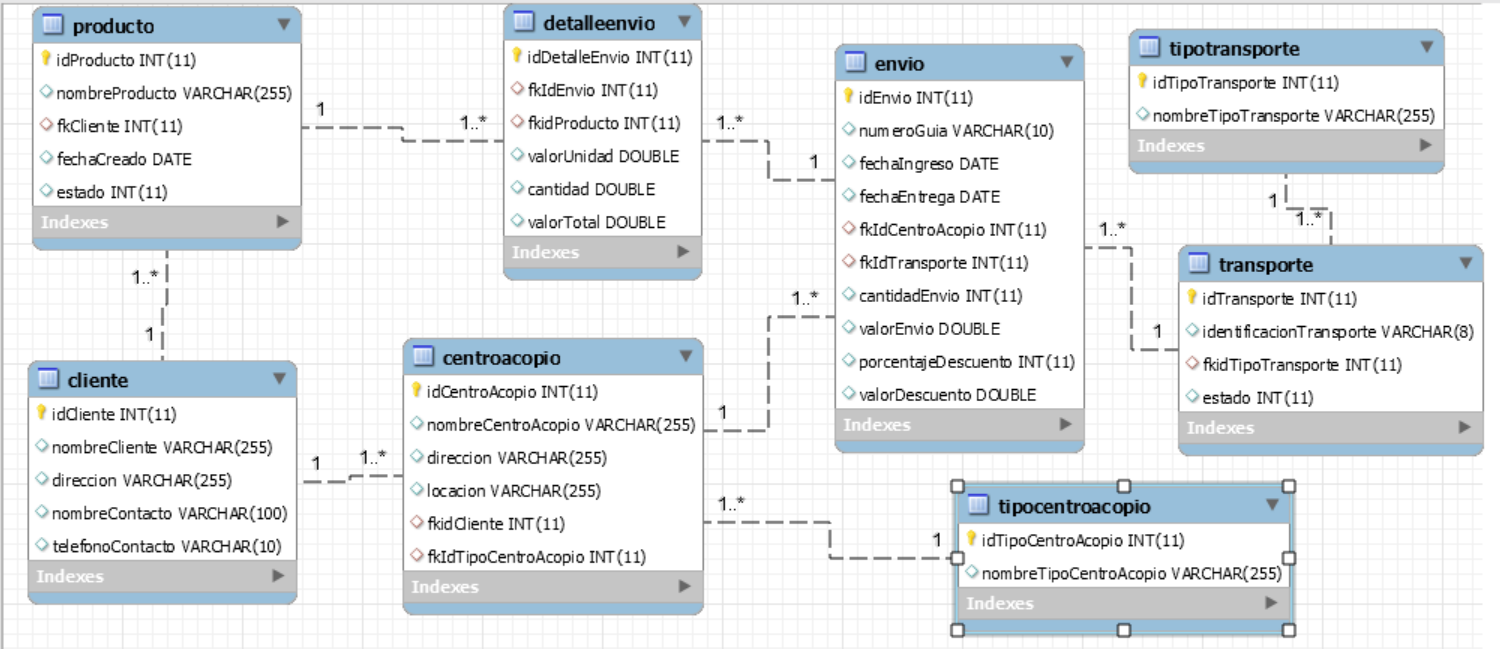 producto
idProducto INT(11)
nombreProducto VARCHAR(255)
fkCliente INT(11)
fechaCreado DATE
estado INT(11)
Indexes
1
1..*
detalleenvio
idDetalleEnvio INT(11)
fkIdEnvio INT(11)
fkidProducto INT(11)
valorUnidad DOUBLE
cantidad DOUBLE
valorTotal DOUBLE
Indexes
1..*
1
envio
idEnvio INT(11)
numeroGuia VARCHAR(10)
fechaIngreso DATE
fechaEntrega DATE
fkIdCentroAcopio INT(11)
fkIdTransporte INT(11)
cantidadEnvio INT(11)
valorEnvio DOUBLE
porcentajeDescuento INT(11)
valorDescuento DOUBLE
Indexes
1..*
1
tipotransporte
idTipoTransporte INT(11)
nombreTipoTransporte VARCHAR(255)
Indexes
1
1..*
transporte
idTransporte INT(11)
identificacionTransporte VARCHAR(8)
fkidTipoTransporte INT(11)
estado INT(11)
Indexes
1..*
1
cliente
idCliente INT(11)
nombreCliente VARCHAR(255)
direccion VARCHAR(255)
nombreContacto VARCHAR(100)
telefonoContacto VARCHAR(10)
Indexes
1
1..*
centroacopio
idCentroAcopio INT(11)
nombreCentroAcopio VARCHAR(255)
direccion VARCHAR(255)
locacion VARCHAR(255)
fkidCliente INT(11)
fkIdTipoCentroAcopio INT(11)
Indexes
1..*
1
1..*
1
tipocentroacopio
idTipoCentroAcopio INT(11)
nombreTipoCentroAcopio VARCHAR(255)
Indexes